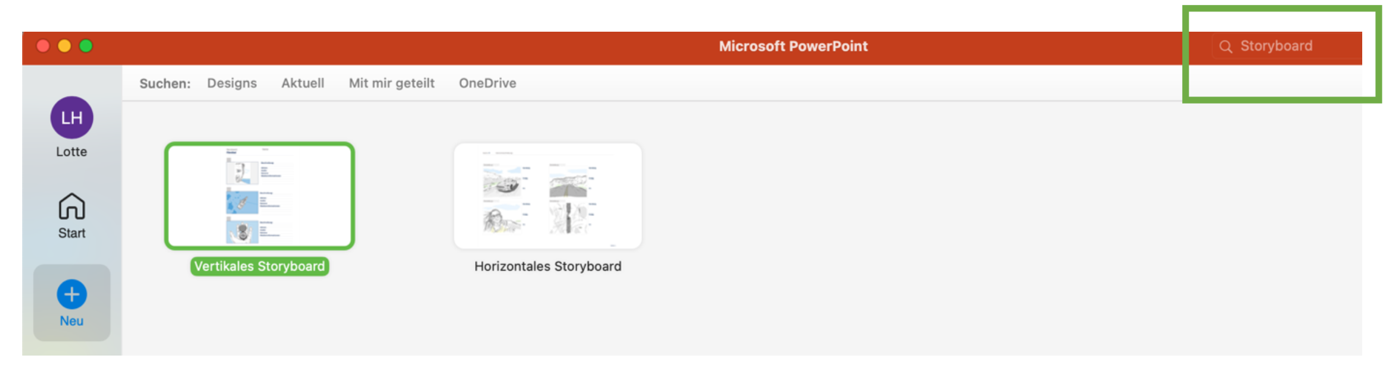 Microsoft PowerPoint
Storyboard
Suchen: Designs Aktuell Mit mir geteilt OneDrive
LH
Lotte
Start
Neu
Vertikales Storyboard
Horizontales Storyboard